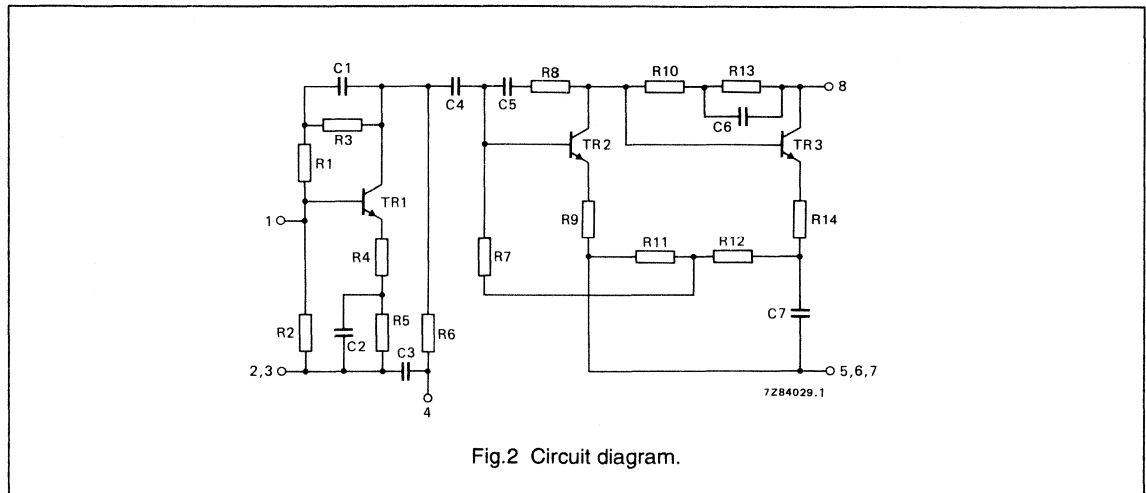 C1
C4
C5
R8
R10
R13
8
C6
R3
TR2
TR3
R1
TR1
1
R9
R14
R4
R7
R11
R12
C7
R2
C2
R5
C3
R6
2,3
5,6,7
4
7Z84029.1
Fig.2 Circuit diagram.